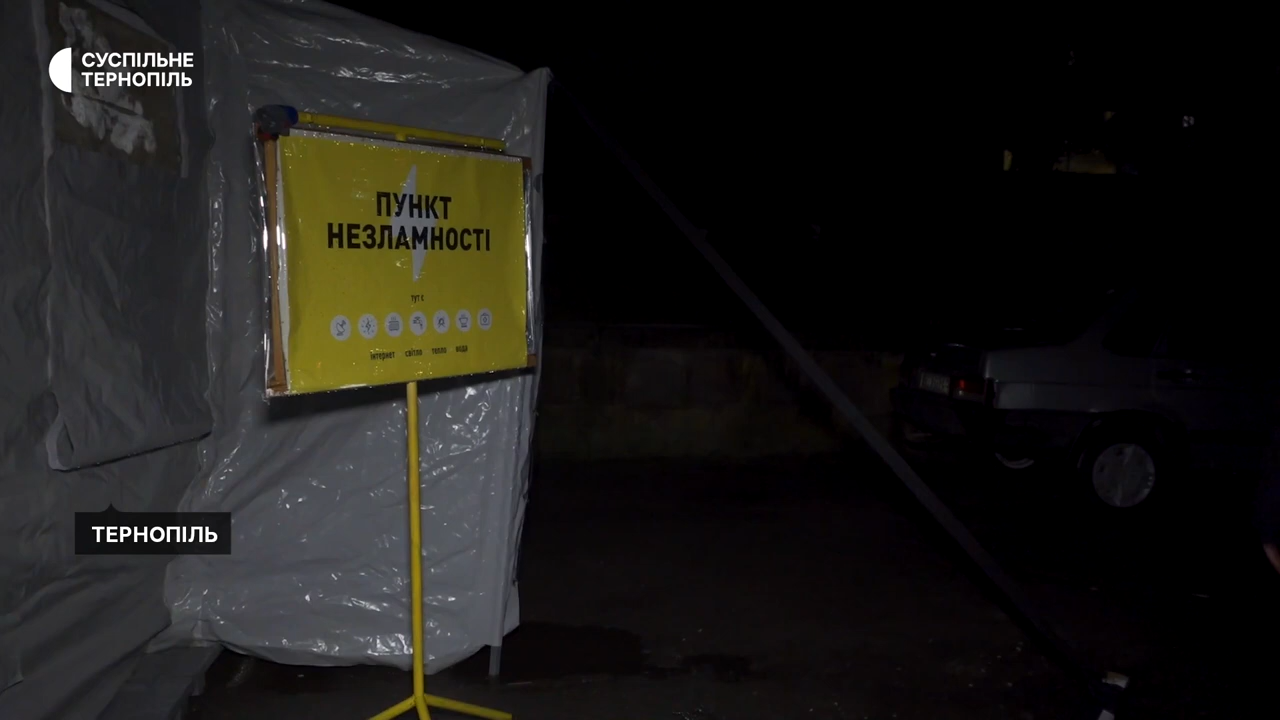 СУСПІЛЬНЕ
ТЕРНОПІЛЬ
ПУНКТ
НЕЗЛАМНОСТІ
тут є
інтернет світло тепло вода
ТЕРНОПІЛЬ